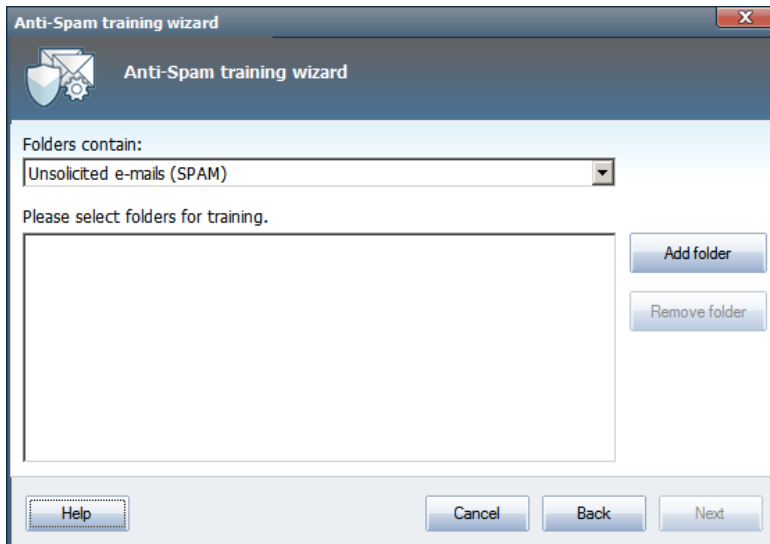 Anti-Spam training wizard
X
Anti-Spam training wizard
Folders contain:
Unsolicited e-mails (SPAM)
Please select folders for training.
Add folder
Remove folder
Help Cancel Back Next